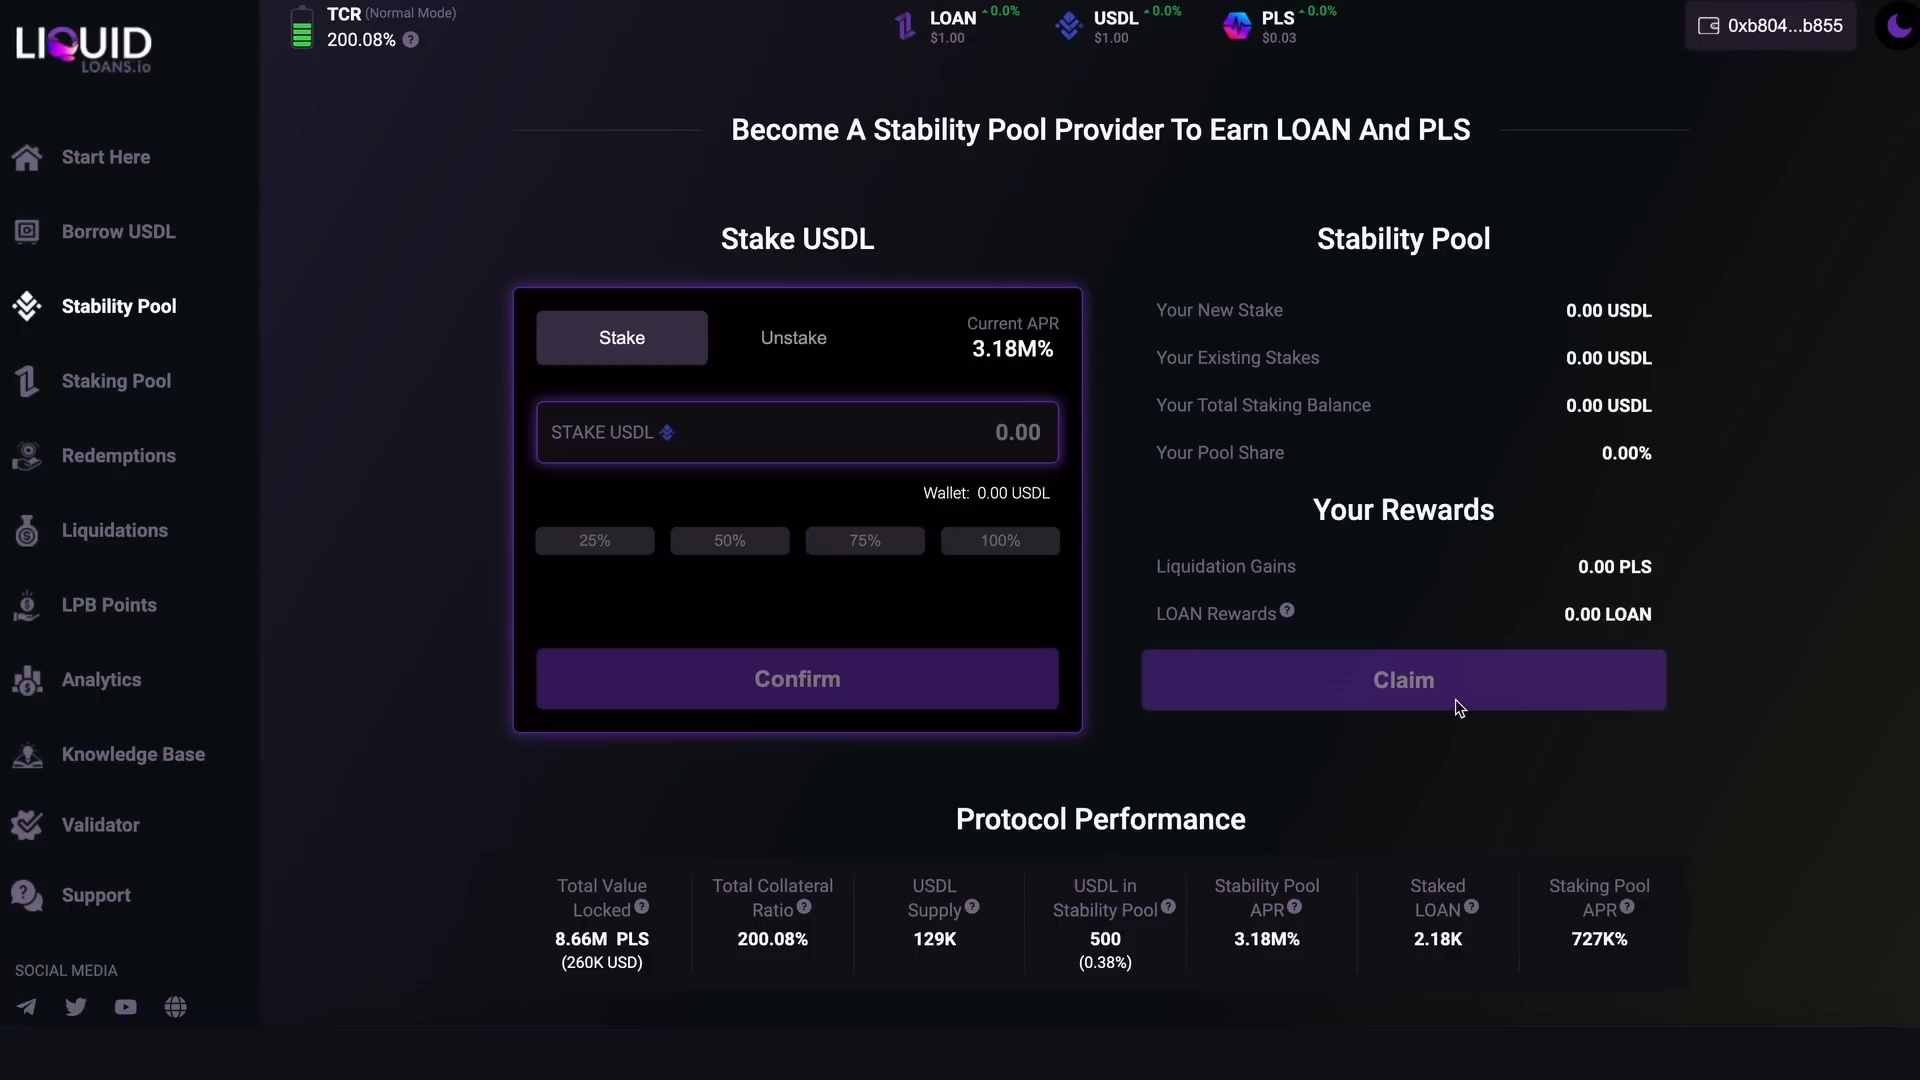 LIQUID
LOANS.io
TCR (Normal Mode)
200.08%
LOAN 0.0%
$1.00
USDL 0.0%
$1.00
PLS 0.0%
$0.03
0xb804...b855
Start Here
Borrow USDL
Stability Pool
Staking Pool
Redemptions
Liquidations
LPB Points
Analytics
Knowledge Base
Validator
Support
SOCIAL MEDIA
Become A Stability Pool Provider To Earn LOAN And PLS
Stake USDL
Stake
Unstake
Current APR
3.18M%
STAKE USDL
0.00
Wallet: 0.00 USDL
25%
50%
75%
100%
Confirm
Stability Pool
Your New Stake 0.00 USDL
Your Existing Stakes 0.00 USDL
Your Total Staking Balance 0.00 USDL
Your Pool Share 0.00%
Your Rewards
Liquidation Gains 0.00 PLS
LOAN Rewards ? 0.00 LOAN
Claim
Protocol Performance
Total Value
Locked ?
8.66M PLS
(260K USD)
Total Collateral
Ratio ?
200.08%
USDL
Supply ?
129K
USDL in
Stability Pool ?
500
(0.38%)
Stability Pool
APR ?
3.18M%
Staked
LOAN ?
2.18K
Staking Pool
APR ?
727K%